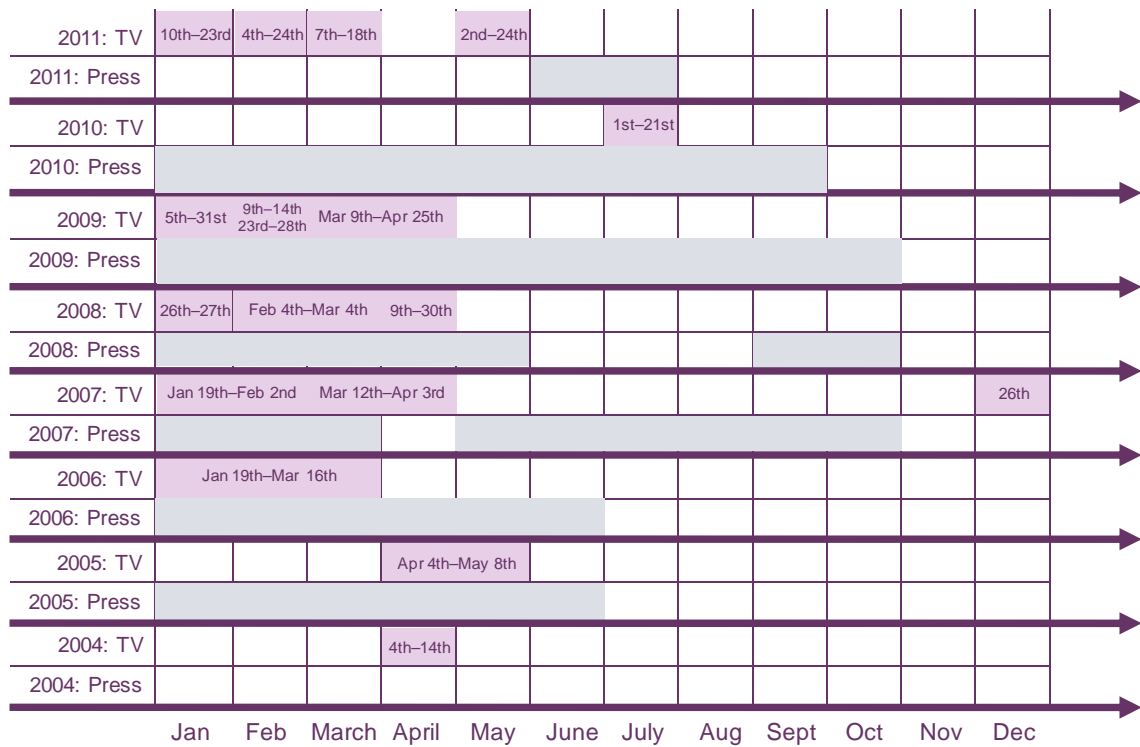 2011: TV 10th–23rd 4th–24th 7th–18th 2nd–24th
2011: Press
2010: TV 1st–21st
2010: Press
2009: TV 5th–31st 9th–14th 23rd–28th Mar 9th–Apr 25th
2009: Press
2008: TV 26th–27th Feb 4th–Mar 4th 9th–30th
2008: Press
2007: TV Jan 19th–Feb 2nd Mar 12th–Apr 3rd 26th
2007: Press
2006: TV Jan 19th–Mar 16th
2006: Press
2005: TV Apr 4th–May 8th
2005: Press
2004: TV 4th–14th
2004: Press
Jan Feb March April May June July Aug Sept Oct Nov Dec